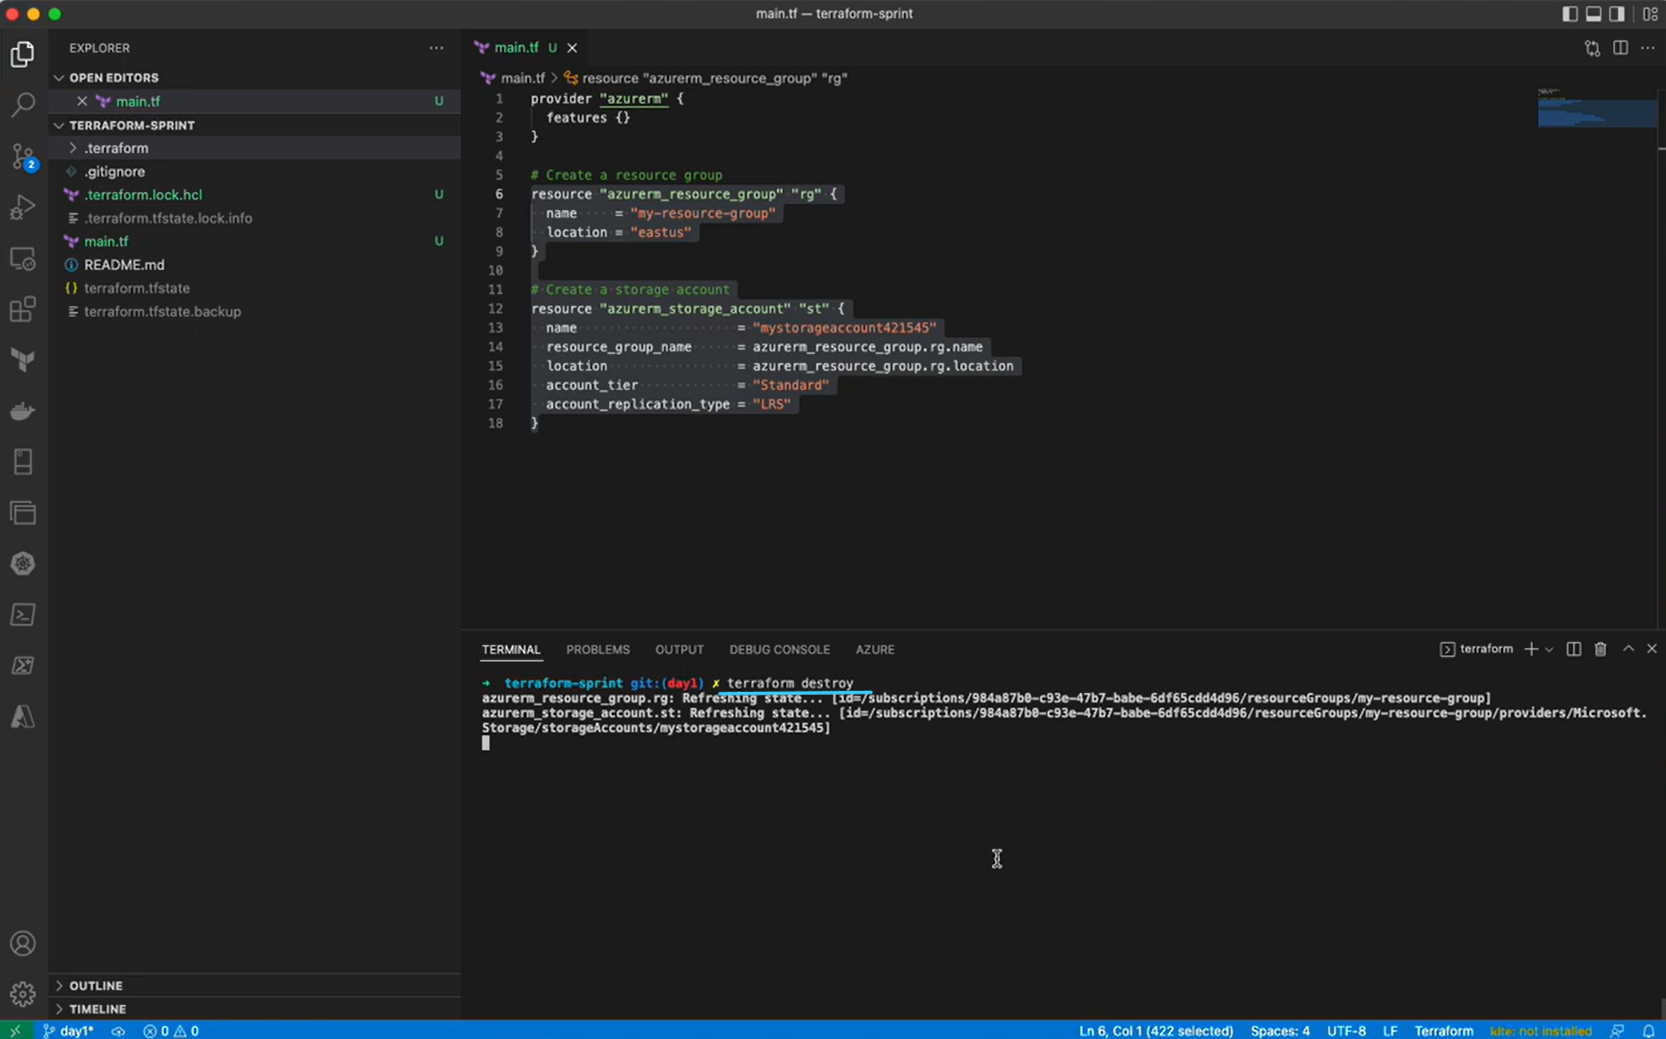 main.tf — terraform-sprint
EXPLORER
OPEN EDITORS
main.tf U
TERRAFORM-SPRINT
.terraform
.gitignore
.terraform.lock.hcl U
.terraform.tfstate.lock.info
main.tf U
README.md
terraform.tfstate
terraform.tfstate.backup
OUTLINE
TIMELINE
2
main.tf U
main.tf > resource "azurerm_resource_group" "rg"
1 provider "azurerm" {
2 features {}
3 }
4
5 # Create a resource group
6 resource "azurerm_resource_group" "rg" {
7 name = "my-resource-group"
8 location = "eastus"
9 }
10
11 # Create a storage account
12 resource "azurerm_storage_account" "st" {
13 name = "mystorageaccount421545"
14 resource_group_name = azurerm_resource_group.rg.name
15 location = azurerm_resource_group.rg.location
16 account_tier = "Standard"
17 account_replication_type = "LRS"
18 }
TERMINAL PROBLEMS OUTPUT DEBUG CONSOLE AZURE
terraform
➜ terraform-sprint git:(day1) ✗ terraform destroy
azurerm_resource_group.rg: Refreshing state... [id=/subscriptions/984a87b0-c93e-47b7-babe-6df65cdd4d96/resourceGroups/my-resource-group]
azurerm_storage_account.st: Refreshing state... [id=/subscriptions/984a87b0-c93e-47b7-babe-6df65cdd4d96/resourceGroups/my-resource-group/providers/Microsoft.
Storage/storageAccounts/mystorageaccount421545]
day1* 0 0
Ln 6, Col 1 (422 selected) Spaces: 4 UTF-8 LF Terraform kite: not installed